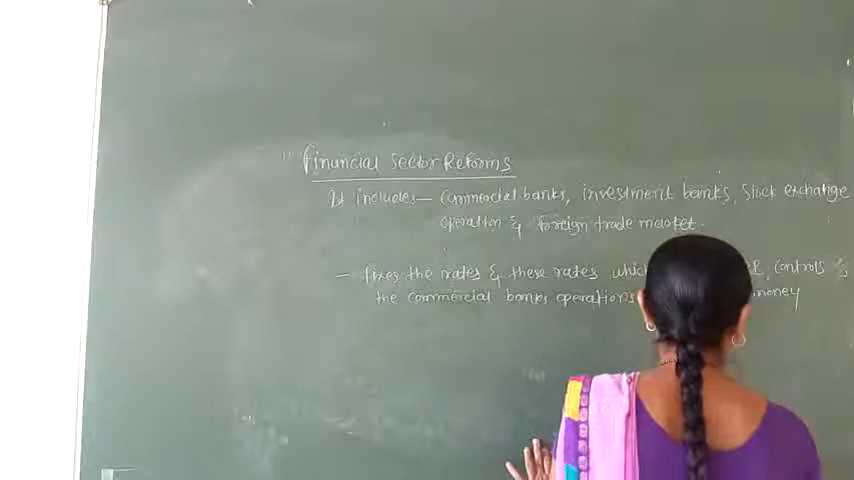 Financial Sector Reforms
It includes — Commercial banks, investment banks, Stock exchange
operation & foreign trade market.
— fixes the rates & these rates which controls
the commercial banks operations money